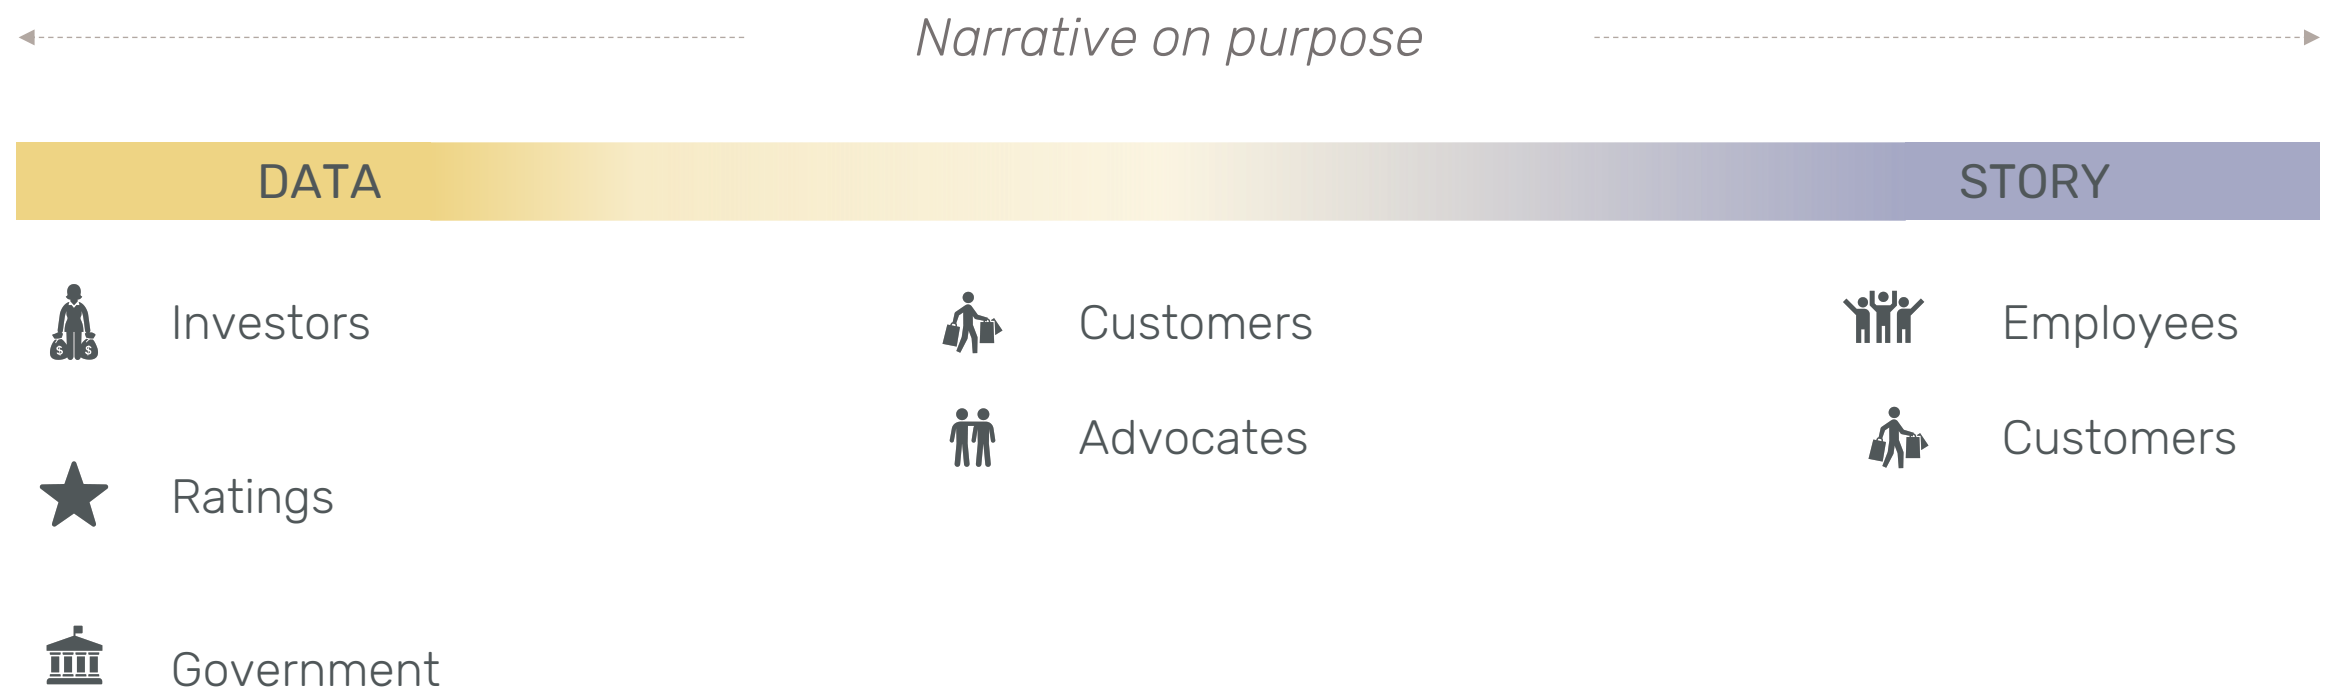 Narrative on purpose
DATA
STORY
Investors
Ratings
$ $
Government
Customers
Advocates
Employees
Customers